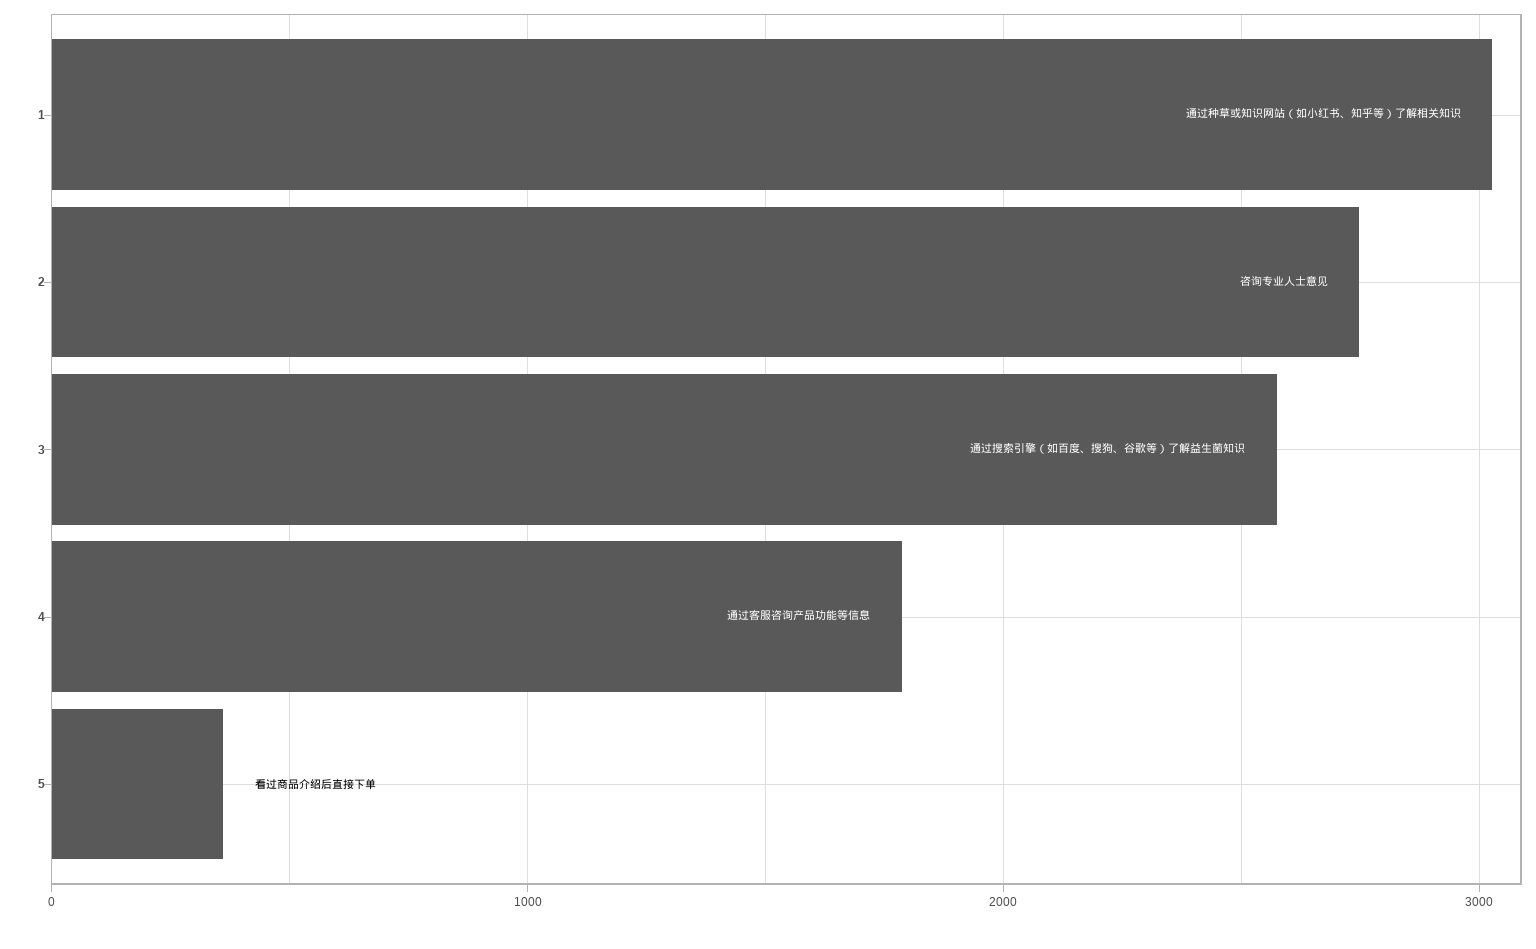 1
通过种草或知识网站（如小红书、知乎等）了解相关知识
2
咨询专业人士意见
3
通过搜索引擎（如百度、搜狗、谷歌等）了解益生菌知识
4
通过客服咨询产品功能等信息
5
看过商品介绍后直接下单
0 1000 2000 3000